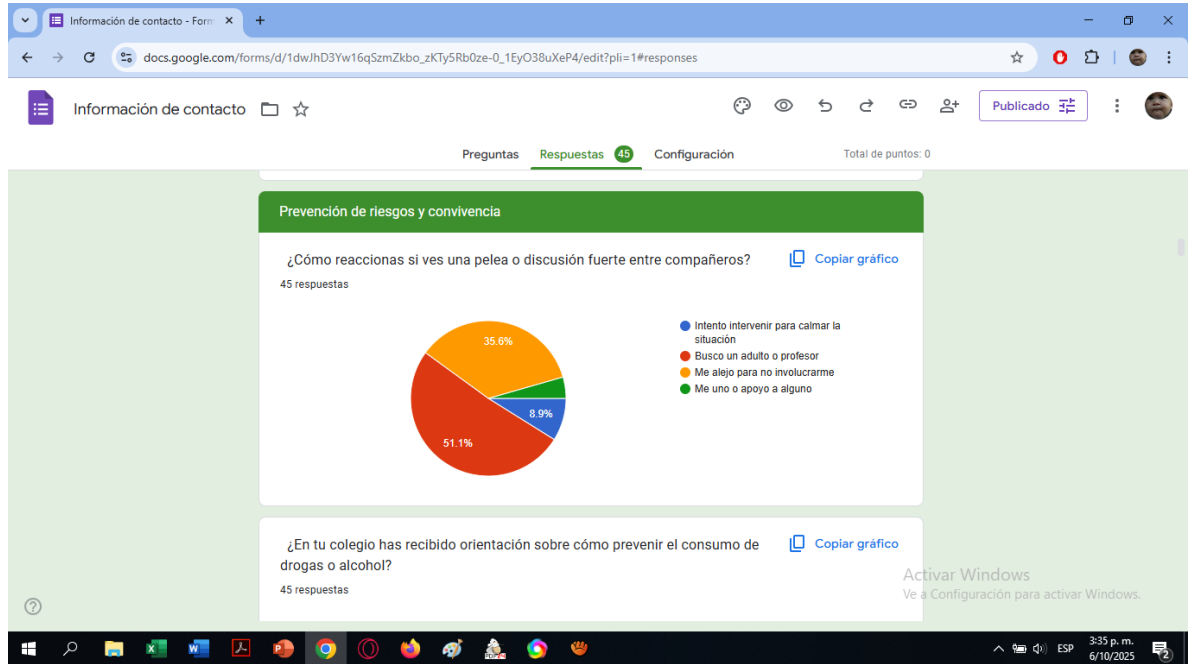 Información de contacto - Form
docs.google.com/forms/d/1dwJhD3Yw16qSzmZkbo_zKTy5Rb0ze-0_1EyO38uXeP4/edit?pli=1#responses
Información de contacto
Publicado
Preguntas
Respuestas
45
Configuración
Total de puntos: 0
Prevención de riesgos y convivencia
¿Cómo reaccionas si ves una pelea o discusión fuerte entre compañeros?
Copiar gráfico
45 respuestas
35.6%
8.9%
51.1%
Intento intervenir para calmar la
situación
Busco un adulto o profesor
Me alejo para no involucrarme
Me uno o apoyo a alguno
¿En tu colegio has recibido orientación sobre cómo prevenir el consumo de
drogas o alcohol?
Copiar gráfico
45 respuestas
Activar Windows
Ve a Configuración para activar Windows.
ESP
3:35 p. m.
6/10/2025
2